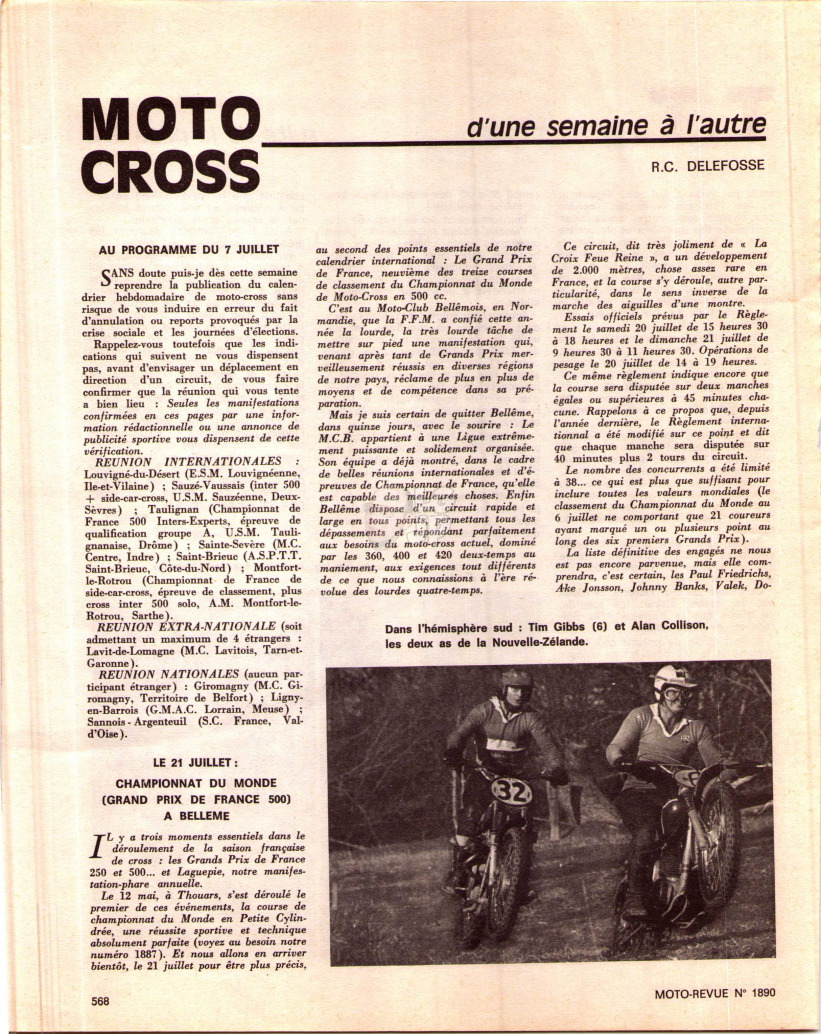 MOTO
CROSS
d'une semaine à l'autre
R.C. DELEFOSSE
AU PROGRAMME DU 7 JUILLET
SANS doute puis-je dès cette semaine
reprendre la publication du calen-
drier hebdomadaire de moto-cross sans
risque de vous induire en erreur du fait
d'annulation ou reports provoqués par la
crise sociale et les journées d'élections.
Rappelez-vous toutefois que les indi-
cations qui suivent ne vous dispensent
pas, avant d'envisager un déplacement en
direction d'un circuit, de vous faire
confirmer que la réunion qui vous tente
a bien lieu : Seules les manifestations
confirmées en ces pages par une infor-
mation rédactionnelle ou une annonce de
publicité sportive vous dispensent de cette
vérification.
REUNION INTERNATIONALES :
Louvigné-du-Désert (E.S.M. Louvignéenne,
Ile-et-Vilaine) ; Sauzé-Vaussais (inter 500
+ side-car-cross, U.S.M. Sauzéenne, Deux-
Sèvres) ; Taulignan (Championnat de
France 500 Inters-Experts, épreuve de
qualification groupe A, U.S.M. Tauli-
gnanaise, Drôme) ; Sainte-Sevère (M.C.
Centre, Indre) ; Saint-Brieuc (A.S.P.T.T.
Saint-Brieuc, Côte-du-Nord) ; Montfort-
le-Rotrou (Championnat de France de
side-car-cross, épreuve de classement, plus
cross inter 500 solo, A.M. Montfort-le-
Rotrou, Sarthe).
REUNION EXTRA-NATIONALE (soit
admettant un maximum de 4 étrangers :
Lavit-de-Lomagne (M.C. Lavitois, Tarn-et-
Garonne).
REUNION NATIONALES (aucun par-
ticipant étranger) : Giromagny (M.C. Gi-
romagny, Territoire de Belfort) ; Ligny-
en-Barrois (G.M.A.C. Lorrain, Meuse) ;
Sannois - Argenteuil (S.C. France, Val-
d'Oise).
LE 21 JUILLET :
CHAMPIONNAT DU MONDE
(GRAND PRIX DE FRANCE 500)
A BELLEME
IL y a trois moments essentiels dans le
déroulement de la saison française
de cross : les Grands Prix de France
250 et 500... et Laguepie, notre manifes-
tation-phare annuelle.
Le 12 mai, à Thouars, s'est déroulé le
premier de ces événements, la course de
championnat du Monde en Petite Cylin-
drée, une réussite sportive et technique
absolument parfaite (voyez au besoin notre
numéro 1887). Et nous allons en arriver
bientôt, le 21 juillet pour être plus précis,
au second des points essentiels de notre
calendrier international : Le Grand Prix
de France, neuvième des treize courses
de classement du Championnat du Monde
de Moto-Cross en 500 cc.
C'est au Moto-Club Bellêmois, en Nor-
mandie, que la F.F.M. a confié cette an-
née la lourde, la très lourde tâche de
mettre sur pied une manifestation qui,
venant après tant de Grands Prix mer-
veilleusement réussis en diverses régions
de notre pays, réclame de plus en plus de
moyens et de compétence dans sa pré-
paration.
Mais je suis certain de quitter Bellême,
dans quinze jours, avec le sourire : Le
M.C.B. appartient à une Ligue extrême-
ment puissante et solidement organisée.
Son équipe a déjà montré, dans le cadre
de belles réunions internationales et d'é-
preuves de Championnat de France, qu'elle
est capable des meilleures choses. Enfin
Bellême dispose d'un circuit rapide et
large en tous points, permettant tous les
dépassements et répondant parfaitement
aux besoins du moto-cross actuel, dominé
par les 360, 400 et 420 deux-temps au
maniement, aux exigences tout différents
de ce que nous connaissions à l'ère ré-
volue des lourdes quatre-temps.
Ce circuit, dit très joliment de « La
Croix Feue Reine », a un développement
de 2.000 mètres, chose assez rare en
France, et la course s'y déroule, autre par-
ticularité, dans le sens inverse de la
marche des aiguilles d'une montre.
Essais officiels prévus par le Règle-
ment le samedi 20 juillet de 15 heures 30
à 18 heures et le dimanche 21 juillet de
9 heures 30 à 11 heures 30. Opérations de
pesage le 20 juillet de 14 à 19 heures.
Ce même règlement indique encore que
la course sera disputée sur deux manches
égales ou supérieures à 45 minutes cha-
cune. Rappelons à ce propos que, depuis
l'année dernière, le Règlement interna-
tionnal a été modifié sur ce point et dit
que chaque manche sera disputée sur
40 minutes plus 2 tours du circuit.
Le nombre des concurrents a été limité
à 38... ce qui est plus que suffisant pour
inclure toutes les valeurs mondiales (le
classement du Championnat du Monde au
6 juillet ne comportant que 21 coureurs
ayant marqué un ou plusieurs point au
long des six premiers Grands Prix).
La liste définitive des engagés ne nous
est pas encore parvenue, mais elle com-
prendra, c'est certain, les Paul Friedrichs,
Ake Jonsson, Johnny Banks, Valek, Do-
Dans l'hémisphère sud : Tim Gibbs (6) et Alan Collison,
les deux as de la Nouvelle-Zélande.
32
6
568
MOTO-REVUE N° 1890